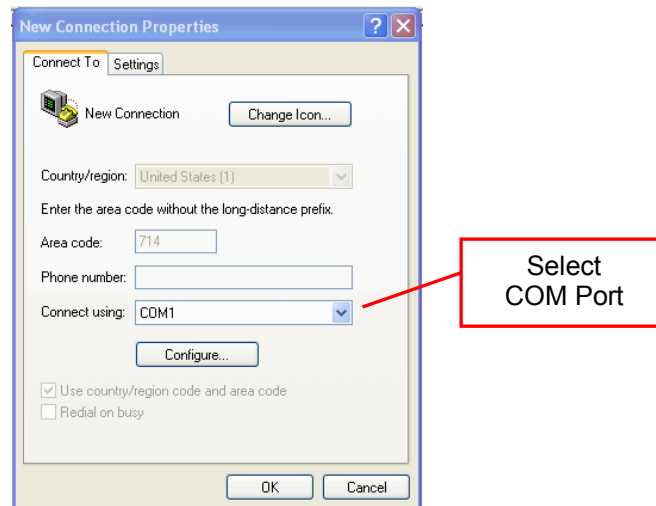 New Connection Properties
Connect To Settings
New Connection Change Icon...
Country/region: United States (1)
Enter the area code without the long-distance prefix.
Area code: 714
Phone number:
Connect using: COM1
Select
COM Port
Configure...
Use country/region code and area code
Redial on busy
OK Cancel